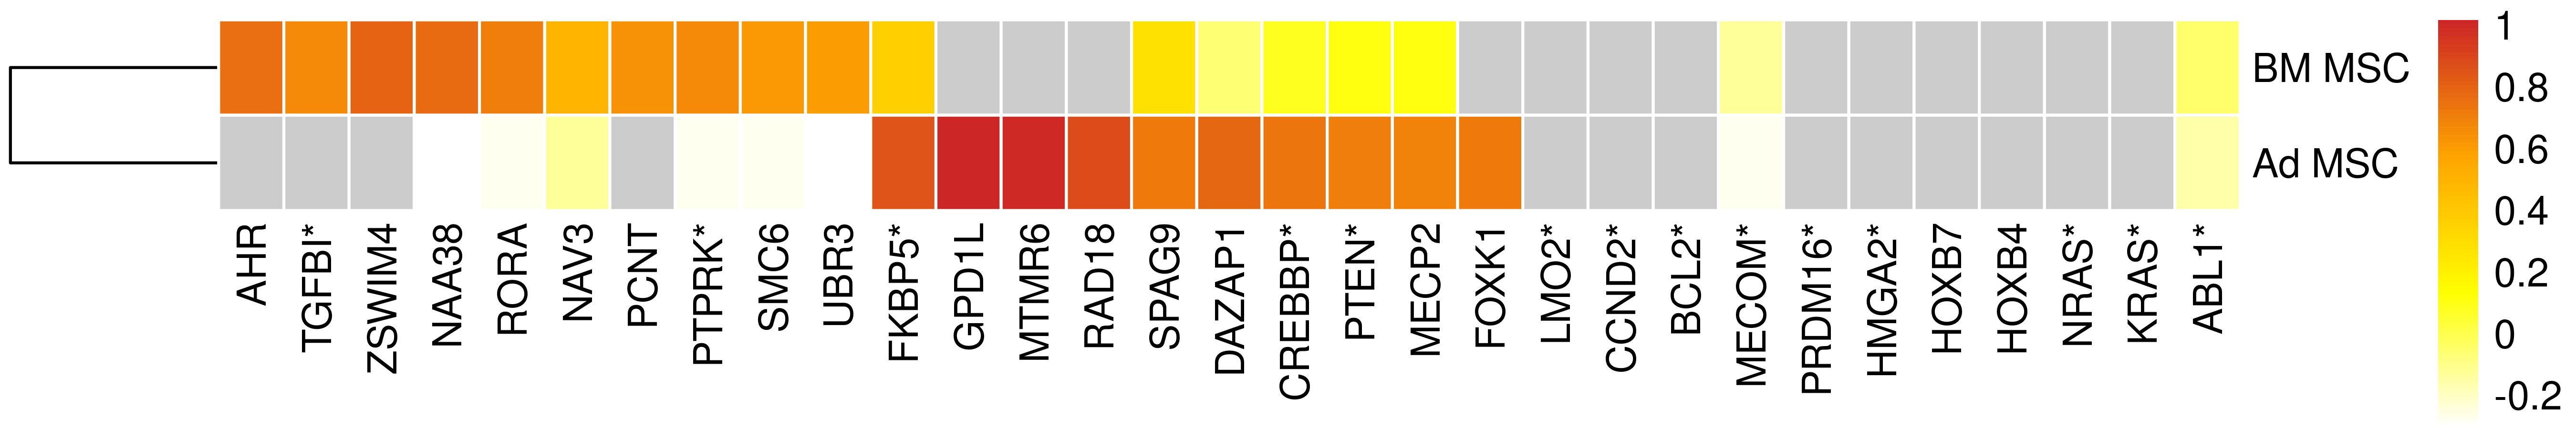 BM MSC
Ad MSC
AHR
TGFBI*
ZSWIM4
NAA38
RORA
NAV3
PCNT
PTPRK*
SMC6
UBR3
FKBP5*
GPD1L
MTMR6
RAD18
SPAG9
DAZAP1
CREBBP*
PTEN*
MECP2
FOXK1
LMO2*
CCND2*
BCL2*
MECOM*
PRDM16*
HMGA2*
HOXB7
HOXB4
NRAS*
KRAS*
ABL1*
1
0.8
0.6
0.4
0.2
0
-0.2